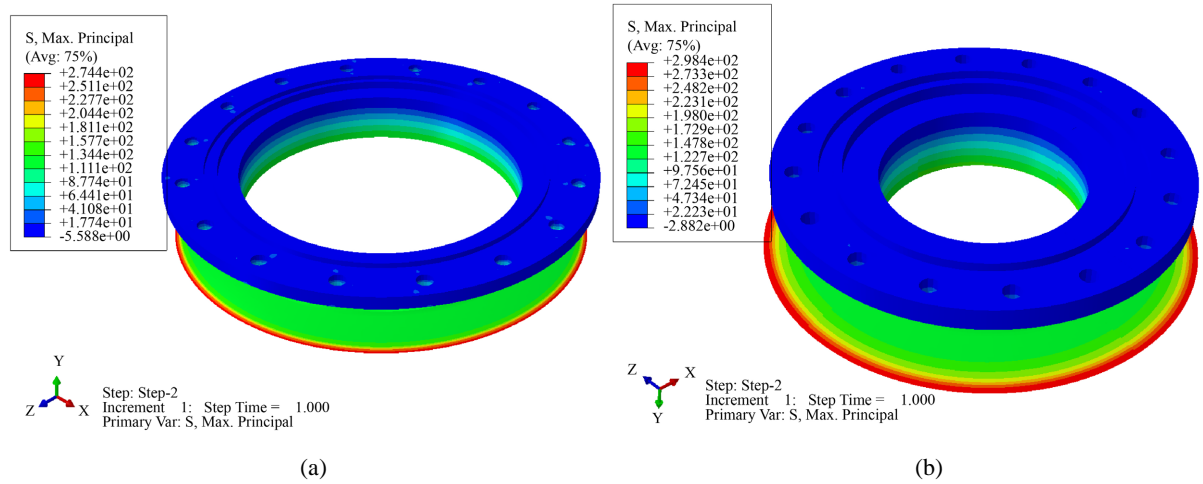 S, Max. Principal
(Avg: 75%)
+2.744e+02
+2.511e+02
+2.277e+02
+2.044e+02
+1.811e+02
+1.577e+02
+1.344e+02
+1.111e+02
+8.774e+01
+6.441e+01
+4.108e+01
+1.774e+01
-5.588e+00
Y
Z
X
Step: Step-2
Increment 1: Step Time = 1.000
Primary Var: S, Max. Principal
(a)
S, Max. Principal
(Avg: 75%)
+2.984e+02
+2.733e+02
+2.482e+02
+2.231e+02
+1.980e+02
+1.729e+02
+1.478e+02
+1.227e+02
+9.756e+01
+7.245e+01
+4.734e+01
+2.223e+01
-2.882e+00
Z
X
Y
Step: Step-2
Increment 1: Step Time = 1.000
Primary Var: S, Max. Principal
(b)